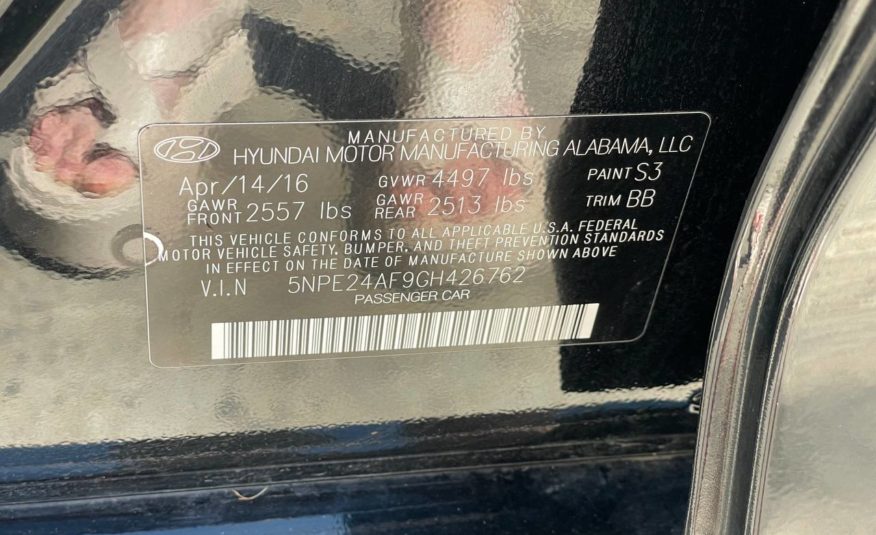 MANUFACTURED BY
HYUNDAI MOTOR MANUFACTURING ALABAMA, LLC
Apr/14/16 GVWR 4497 lbs PAINT S3
GAWR FRONT 2557 lbs GAWR REAR 2513 lbs TRIM BB
THIS VEHICLE CONFORMS TO ALL APPLICABLE U.S.A. FEDERAL
MOTOR VEHICLE SAFETY, BUMPER, AND THEFT PREVENTION STANDARDS
IN EFFECT ON THE DATE OF MANUFACTURE SHOWN ABOVE
V.I.N 5NPE24AF9GH426762
PASSENGER CAR